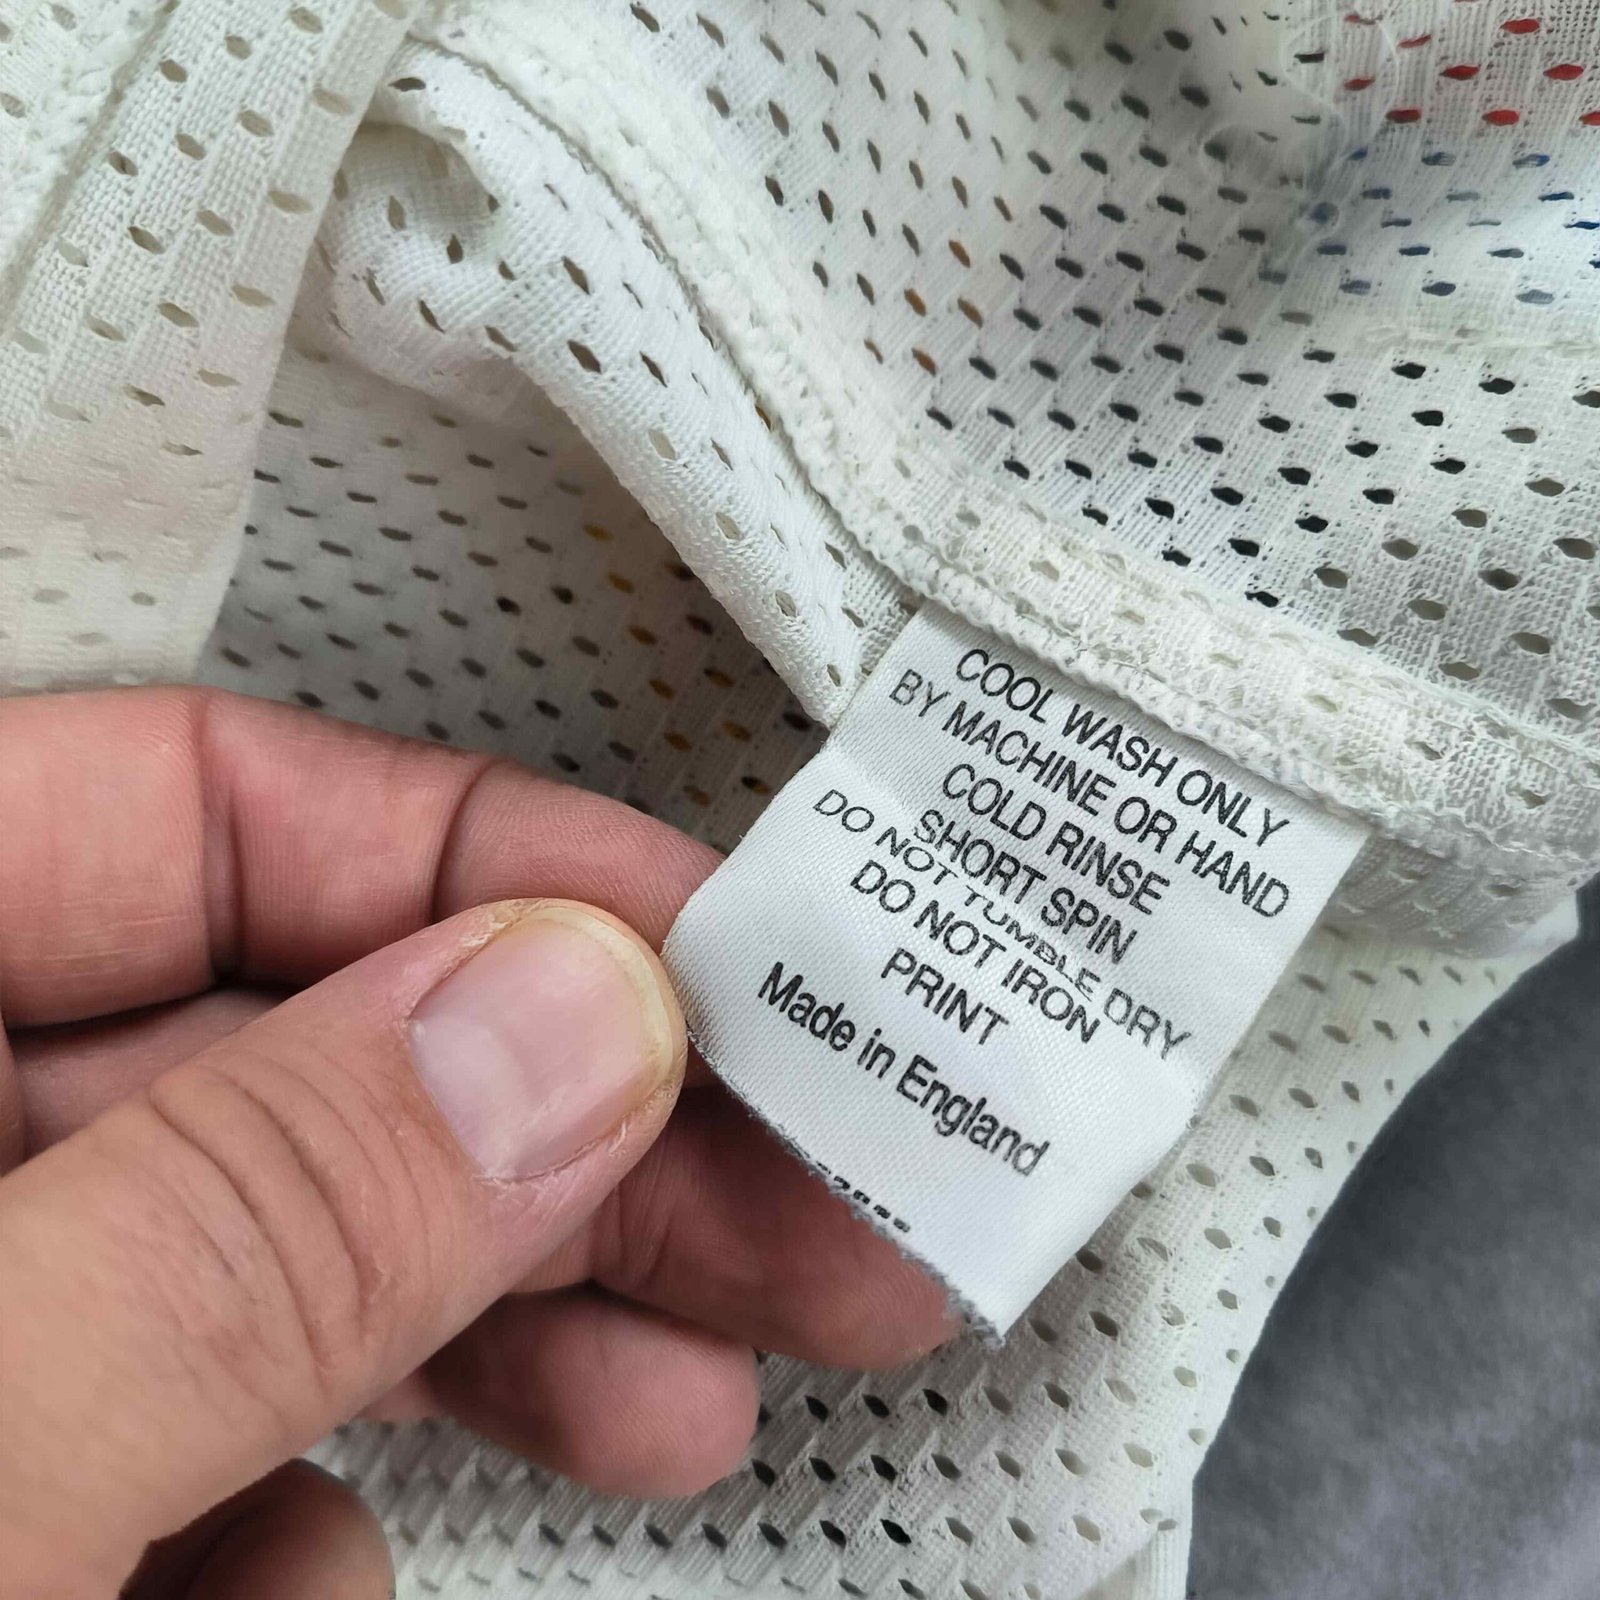 COOL WASH ONLY
BY MACHINE OR HAND
COLD RINSE
SHORT SPIN
DO NOT TUMBLE DRY
DO NOT IRON
PRINT
Made in England